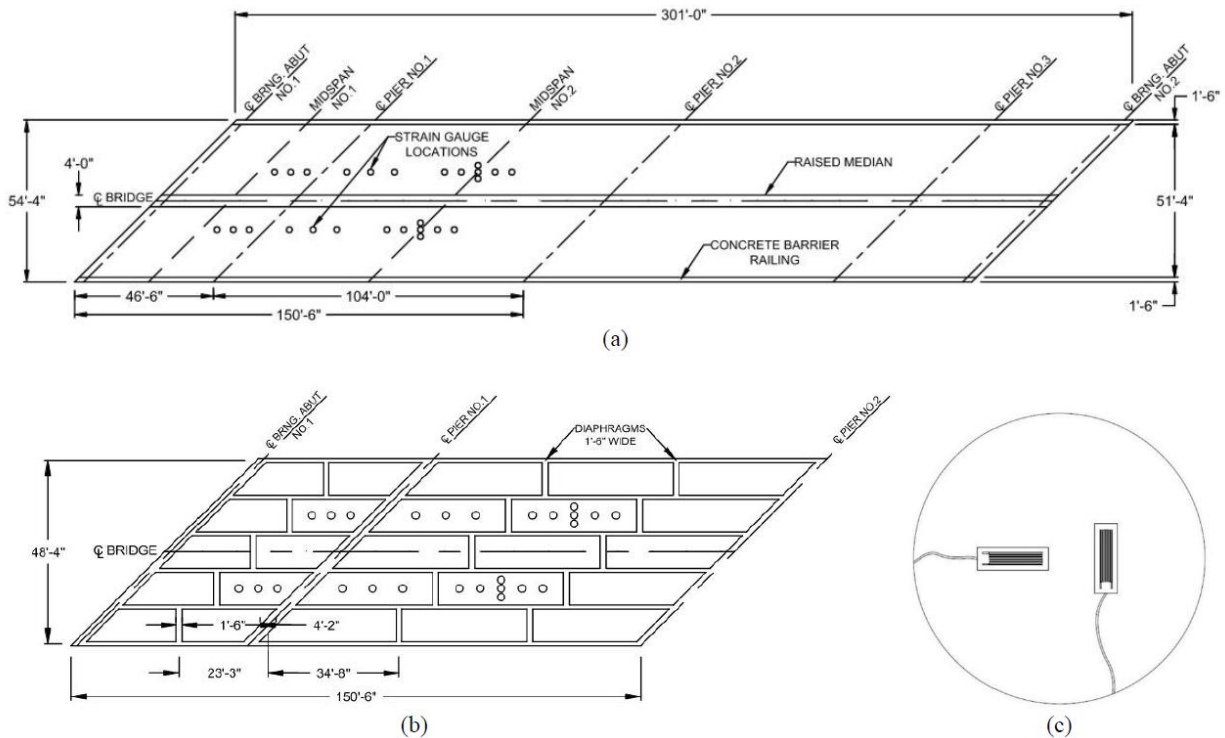 301'-0"
℄ BRNG. ABUT
NO.1
MIDSPAN
NO.1
℄ PIER NO.1
MIDSPAN
NO.2
℄ PIER NO.2
℄ PIER NO.3
℄ BRNG. ABUT
NO.2
1'-6"
STRAIN GAUGE
LOCATIONS
4'-0"
RAISED MEDIAN
54'-4"
℄ BRIDGE
51'-4"
CONCRETE BARRIER
RAILING
46'-6"
104'-0"
1'-6"
150'-6"
(a)
℄ BRNG. ABUT
NO.1
℄ PIER NO.1
DIAPHRAGMS
1'-6" WIDE
℄ PIER NO.2
48'-4"
℄ BRIDGE
1'-6"
4'-2"
23'-3"
34'-8"
150'-6"
(b)
(c)